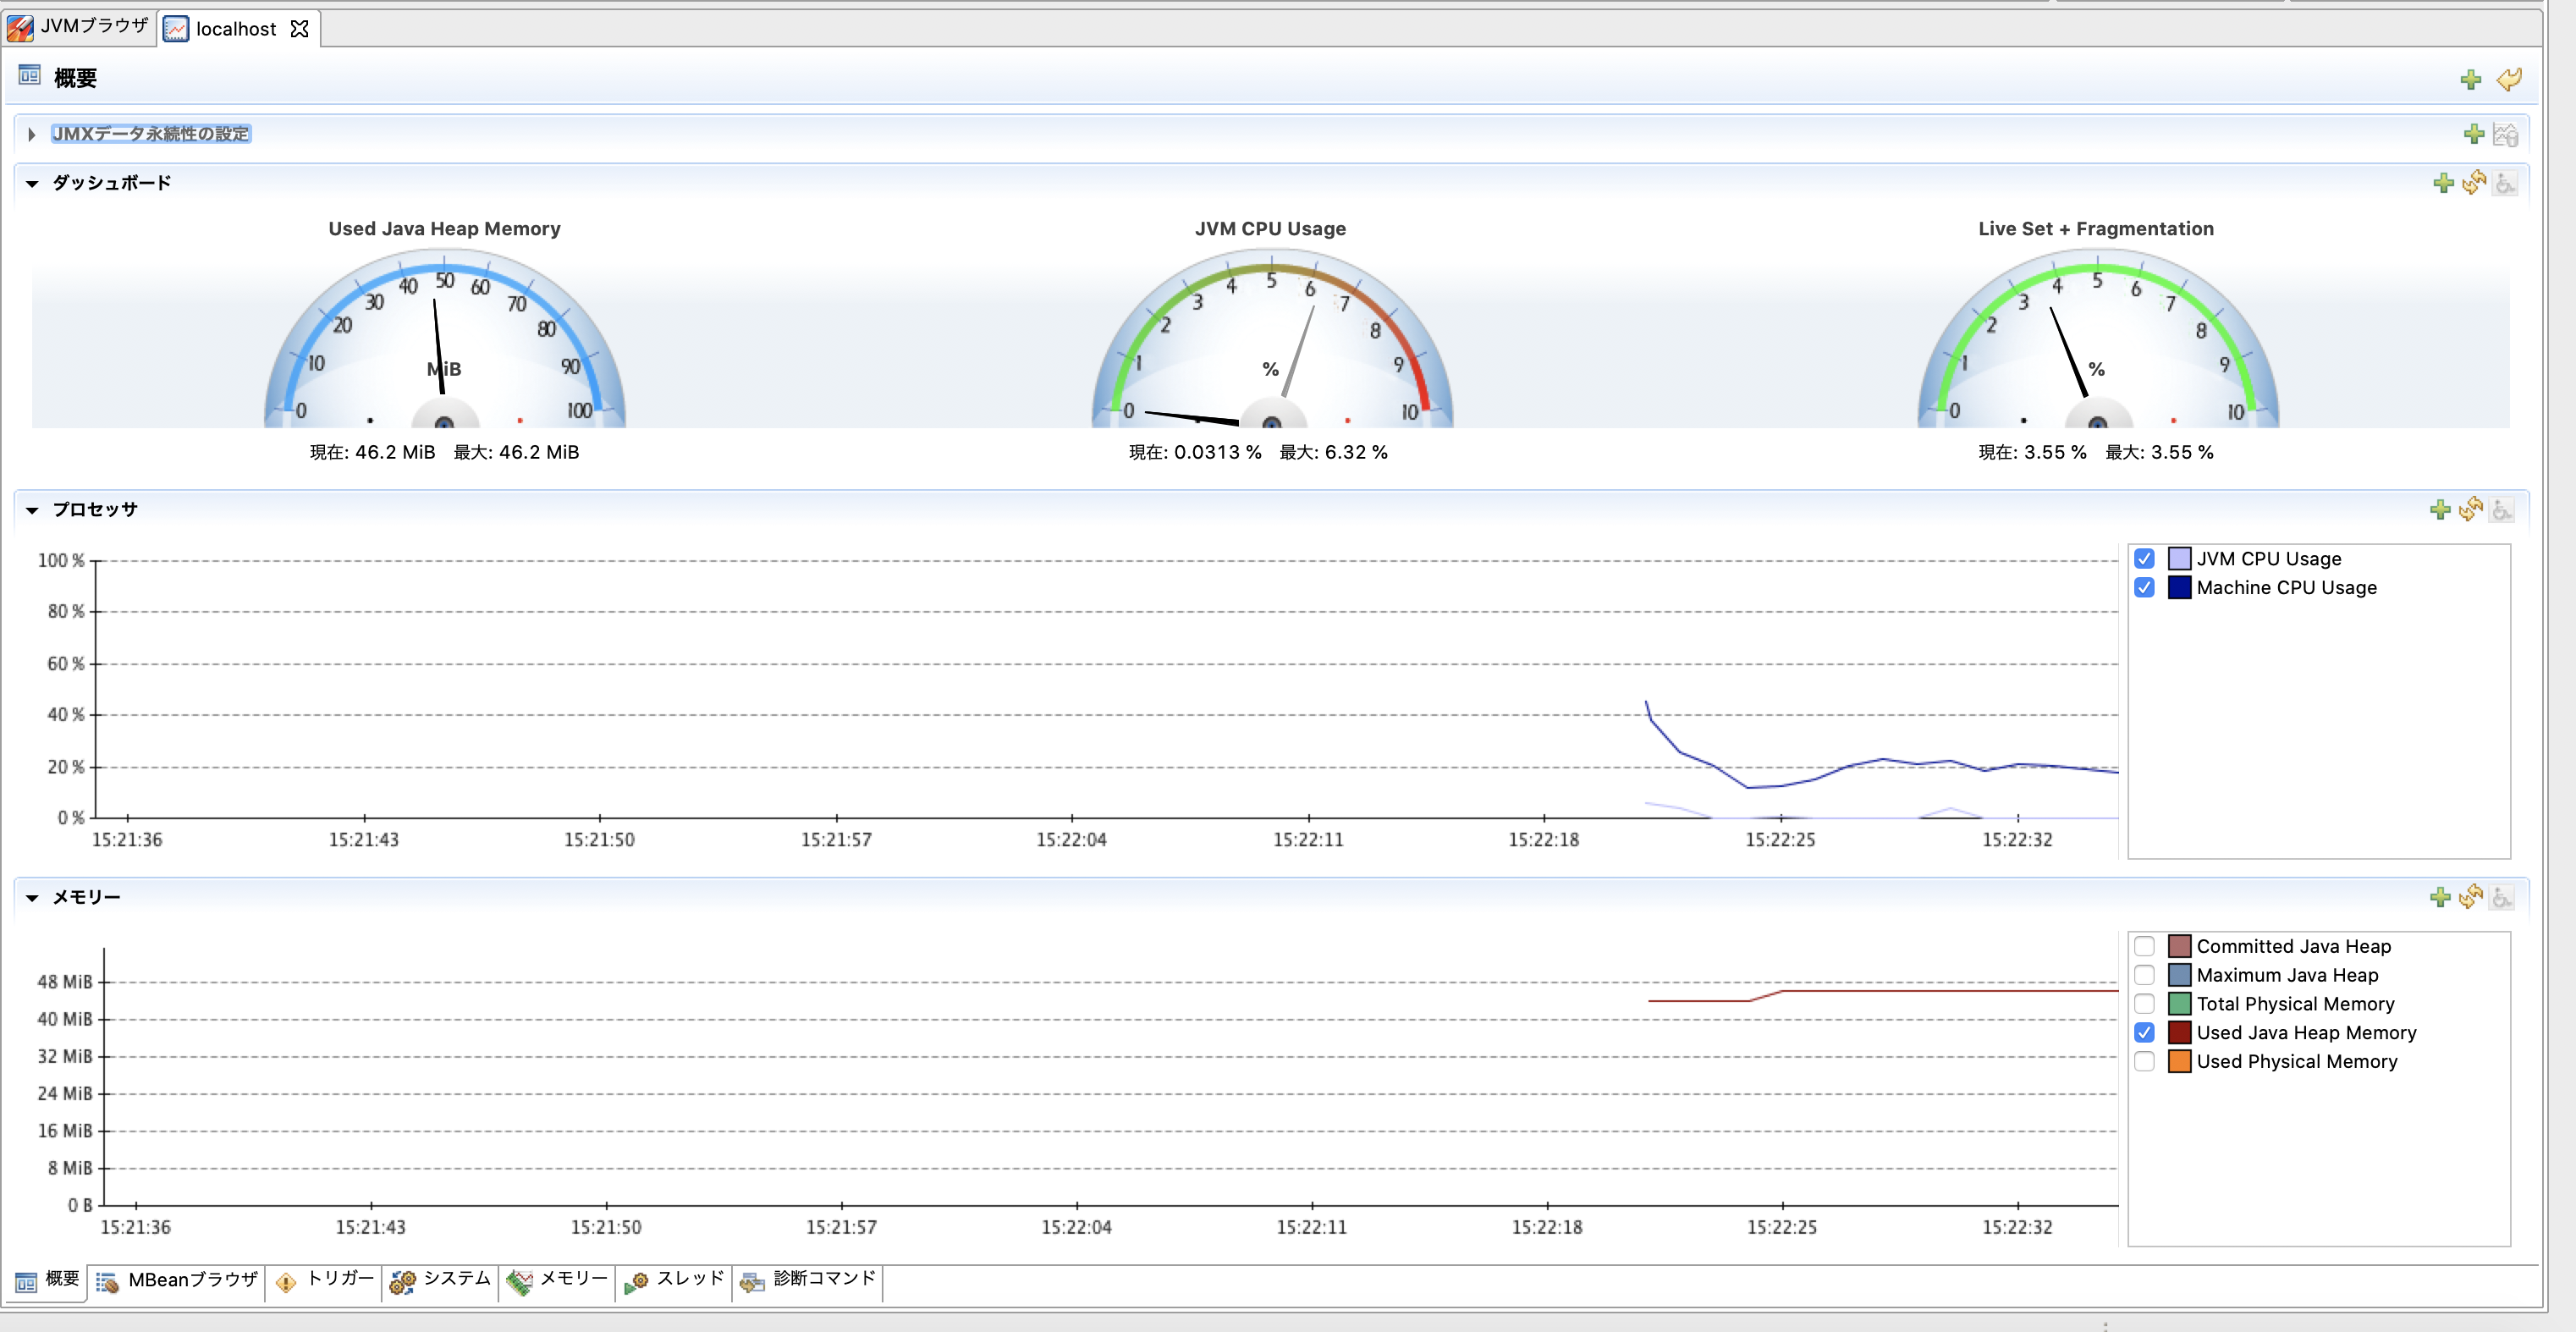 JVMブラウザ localhost
概要
JMXデータ永続性の設定
ダッシュボード
Used Java Heap Memory
0 10 20 30 40 50 60 70 80 90 100
MiB
現在: 46.2 MiB 最大: 46.2 MiB
JVM CPU Usage
0 1 2 3 4 5 6 7 8 9 10
%
現在: 0.0313 % 最大: 6.32 %
Live Set + Fragmentation
0 1 2 3 4 5 6 7 8 9 10
%
現在: 3.55 % 最大: 3.55 %
プロセッサ
100 %
80 %
60 %
40 %
20 %
0 %
15:21:36 15:21:43 15:21:50 15:21:57 15:22:04 15:22:11 15:22:18 15:22:25 15:22:32
JVM CPU Usage
Machine CPU Usage
メモリー
48 MiB
40 MiB
32 MiB
24 MiB
16 MiB
8 MiB
0 B
15:21:36 15:21:43 15:21:50 15:21:57 15:22:04 15:22:11 15:22:18 15:22:25 15:22:32
Committed Java Heap
Maximum Java Heap
Total Physical Memory
Used Java Heap Memory
Used Physical Memory
概要 MBeanブラウザ トリガー システム メモリー スレッド 診断コマンド